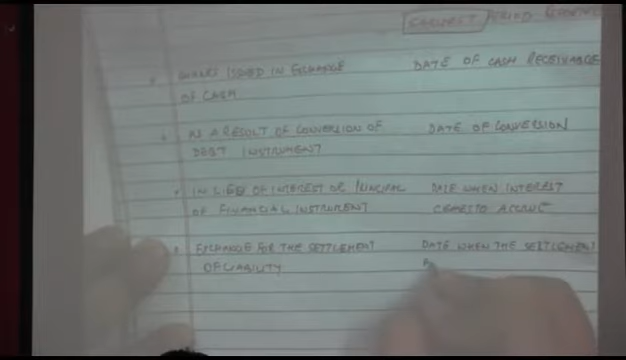 PERIOD
SHARES ISSUED IN EXCHANGE
OF CASH
DATE OF CASH RECEIVABLE
AS A RESULT OF CONVERSION OF
DEBT INSTRUMENT
DATE OF CONVERSION
IN LIEU OF INTEREST OR PRINCIPAL
OF FINANCIAL INSTRUMENT
DATE WHEN INTEREST
CEASES TO ACCRUE
EXCHANGE FOR THE SETTLEMENT
OF LIABILITY
DATE WHEN THE SETTLEMENT